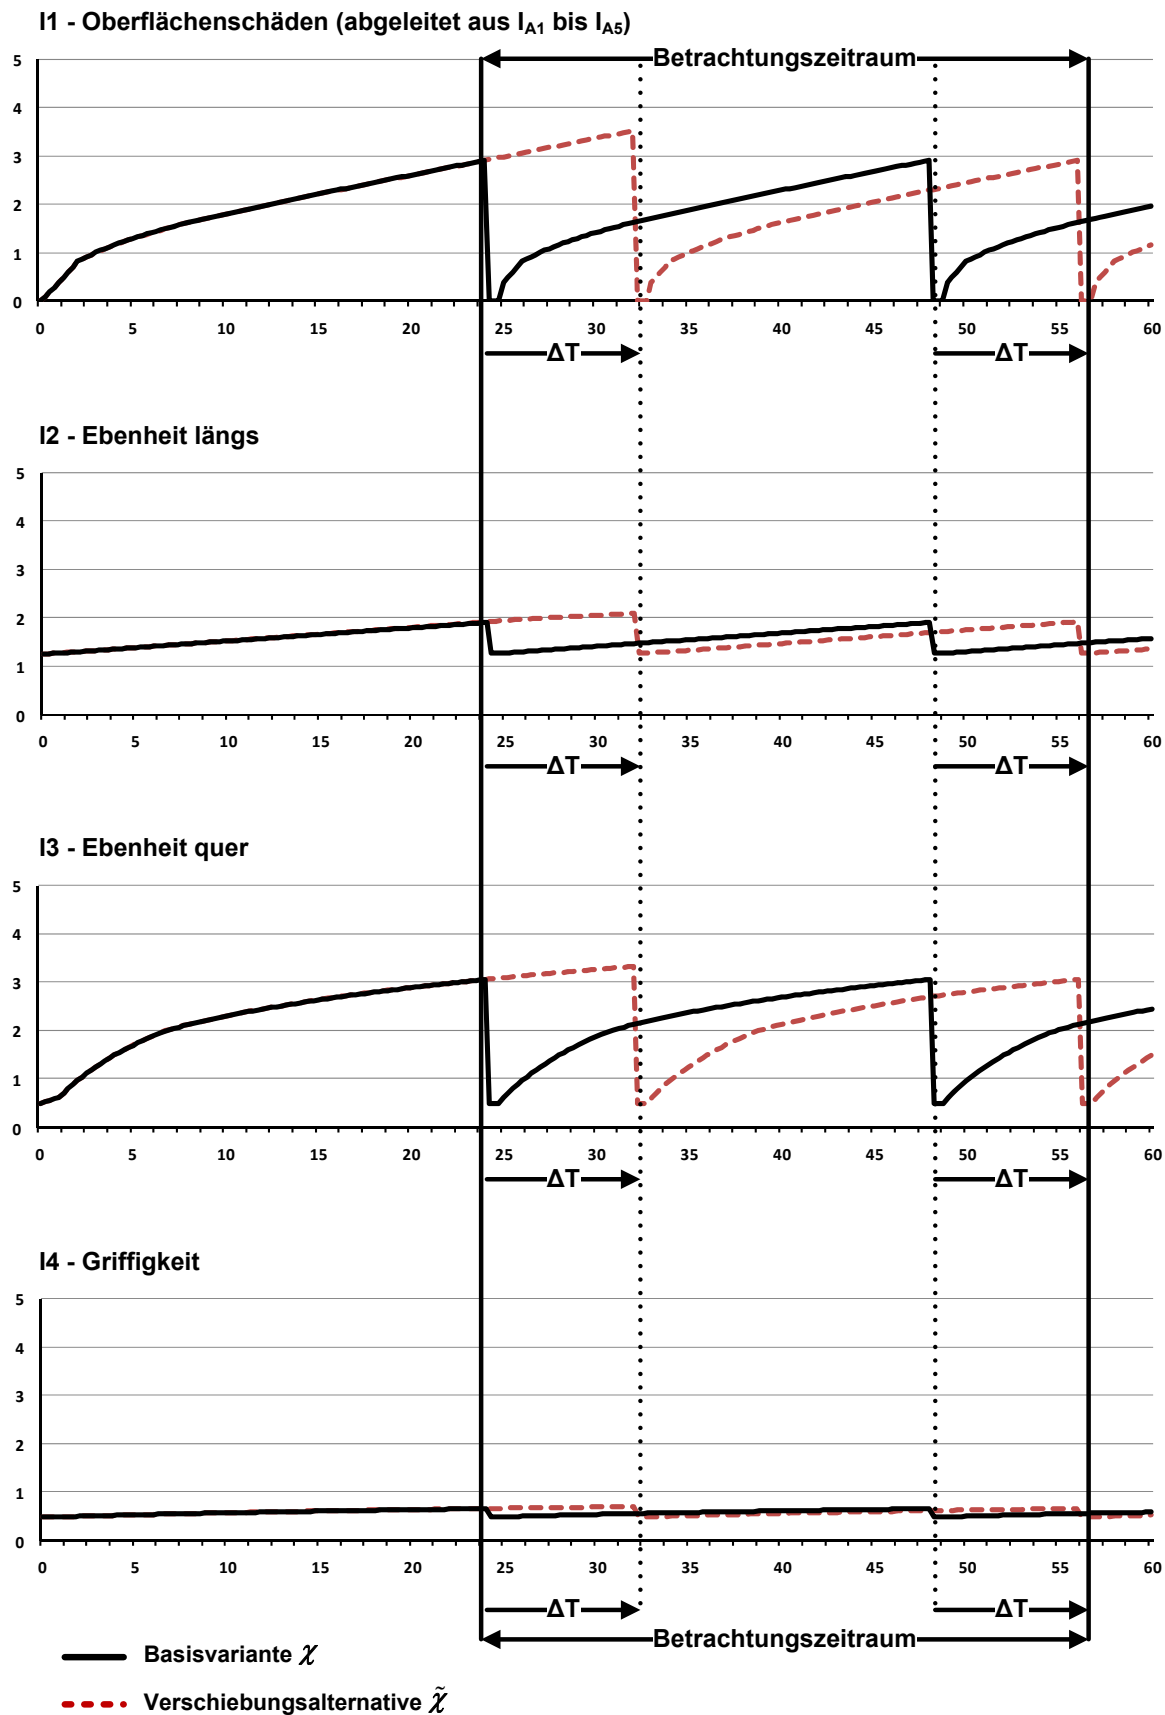 I1 - Oberflächenschäden (abgeleitet aus I_A1 bis I_A5)
Betrachtungszeitraum
5
4
3
2
1
0
0 5 10 15 20 25 30 35 40 45 50 55 60
ΔT ΔT
I2 - Ebenheit längs
5
4
3
2
1
0
0 5 10 15 20 25 30 35 40 45 50 55 60
ΔT ΔT
I3 - Ebenheit quer
5
4
3
2
1
0
0 5 10 15 20 25 30 35 40 45 50 55 60
ΔT ΔT
I4 - Griffigkeit
5
4
3
2
1
0
0 5 10 15 20 25 30 35 40 45 50 55 60
ΔT ΔT
Betrachtungszeitraum
Basisvariante χ
Verschiebungsalternative χ̃